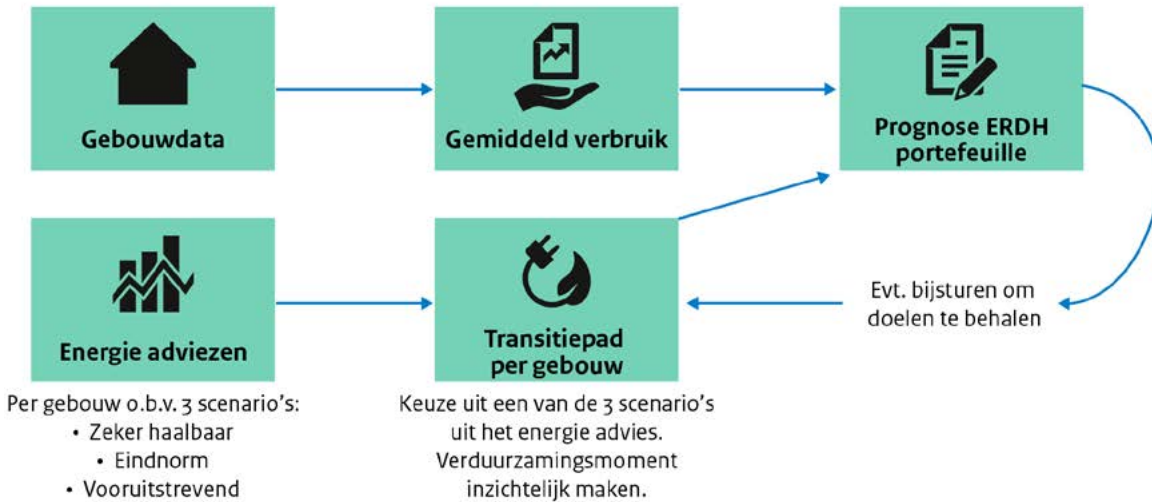 Gebouwdata
Gemiddeld verbruik
Prognose ERDH
portefeuille
Energie adviezen
Transitiepad
per gebouw
Evt. bijsturen om
doelen te behalen
Per gebouw o.b.v. 3 scenario's:
• Zeker haalbaar
• Eindnorm
• Vooruitstrevend
Keuze uit een van de 3 scenario's
uit het energie advies.
Verduurzamingsmoment
inzichtelijk maken.